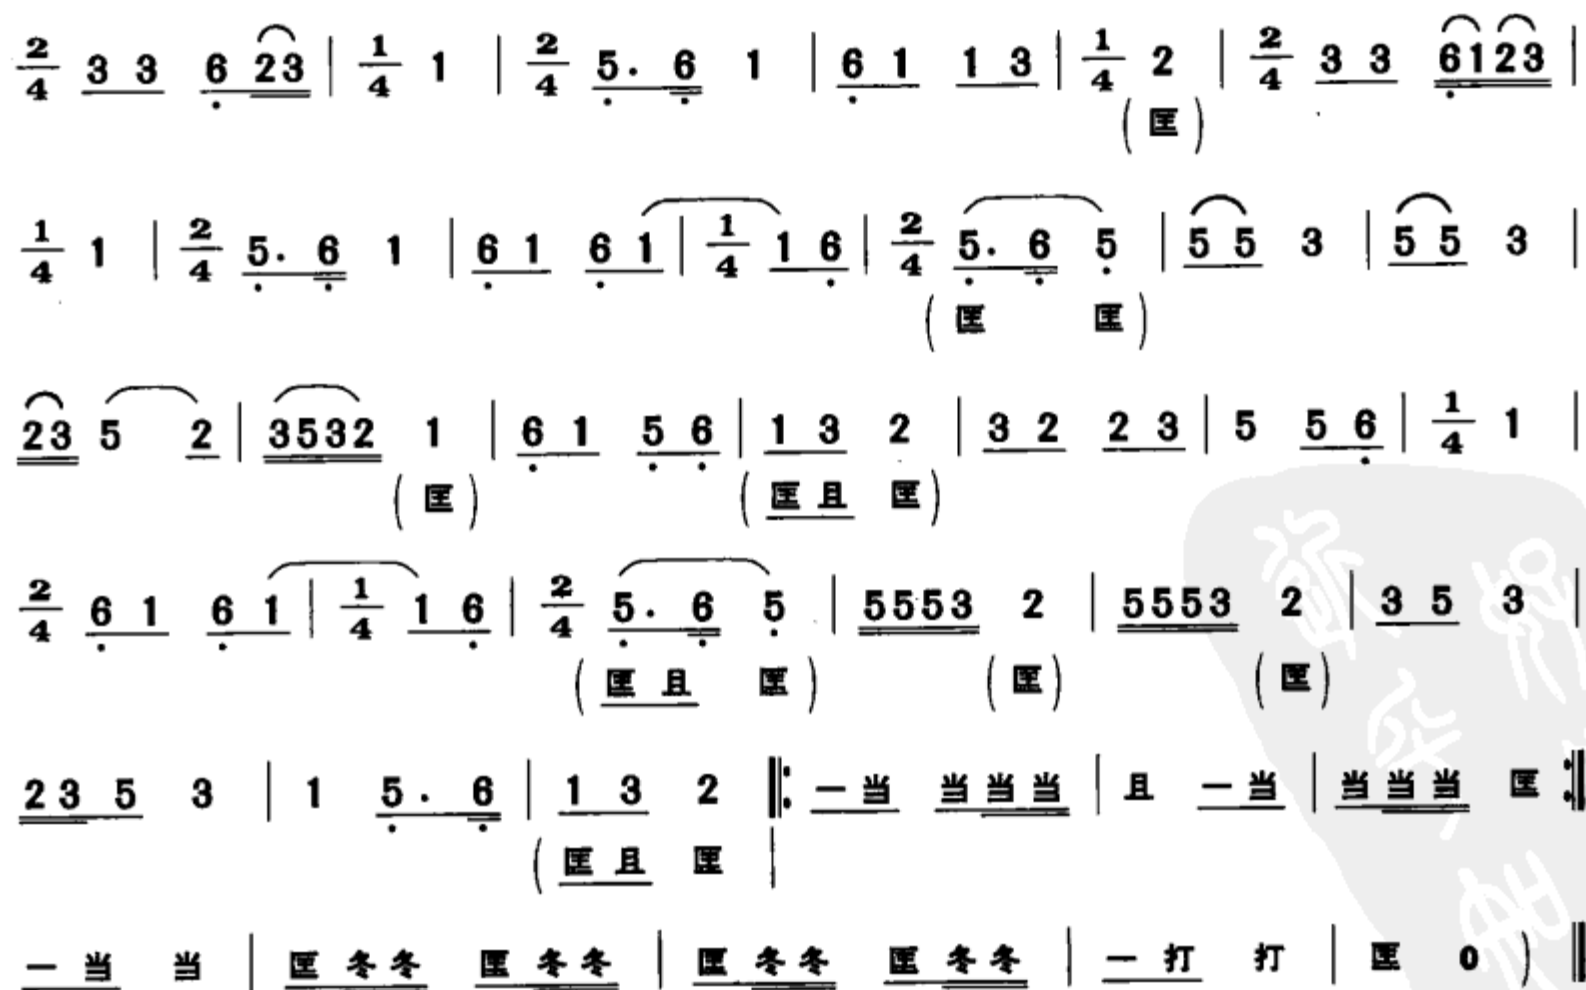 2/4 3 3 6 23 | 1/4 1 | 2/4 5. 6 1 | 6 1 1 3 | 1/4 2 | 2/4 3 3 6123 |
( 匡 )
1/4 1 | 2/4 5. 6 1 | 6 1 6 1 | 1/4 1 6 | 2/4 5. 6 5 | 5 5 3 | 5 5 3 |
( 匡 匡 )
23 5 2 | 3532 1 | 6 1 5 6 | 1 3 2 | 3 2 2 3 | 5 5 6 | 1/4 1 |
( 匡 ) ( 匡 且 匡 )
2/4 6 1 6 1 | 1/4 1 6 | 2/4 5. 6 5 | 5553 2 | 5553 2 | 3 5 3 |
( 匡 且 匡 ) ( 匡 ) ( 匡 )
23 5 3 | 1 5. 6 | 1 3 2 ‖: 一当 当当当 | 且 一当 | 当当当 匡 :‖
( 匡 且 匡 |
一当 当 | 匡 冬冬 匡 冬冬 | 匡 冬冬 匡 冬冬 | 一打 打 | 匡 0 ) ‖